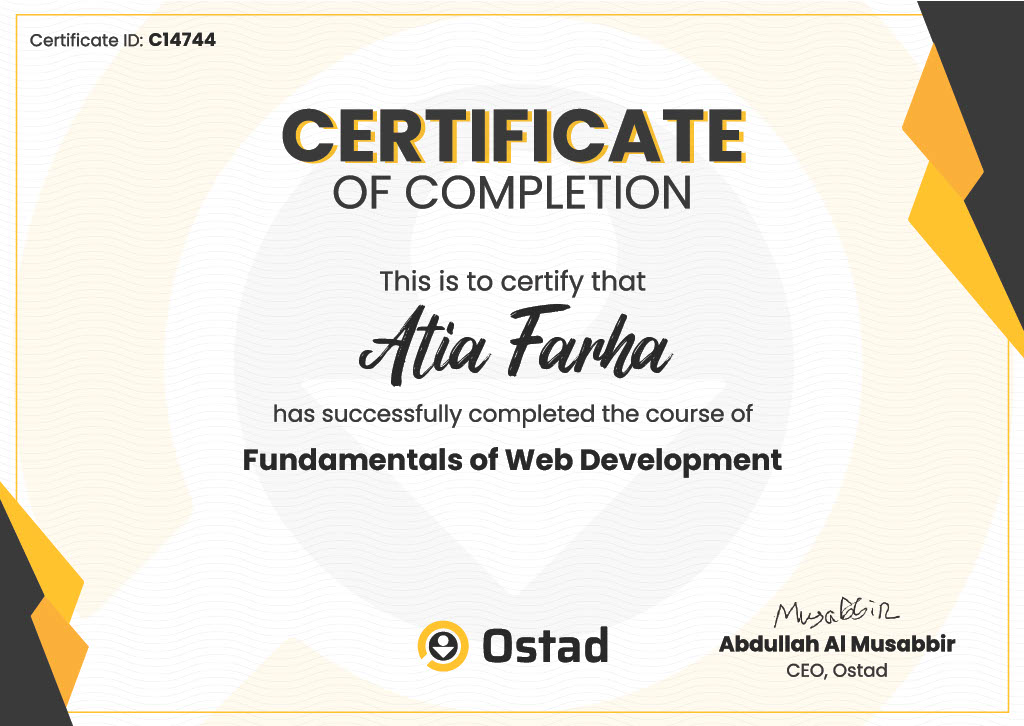 Certificate ID: C14744
CERTIFICATE
OF COMPLETION
This is to certify that
Atia Farha
has successfully completed the course of
Fundamentals of Web Development
Ostad
Musabbir
Abdullah Al Musabbir
CEO, Ostad